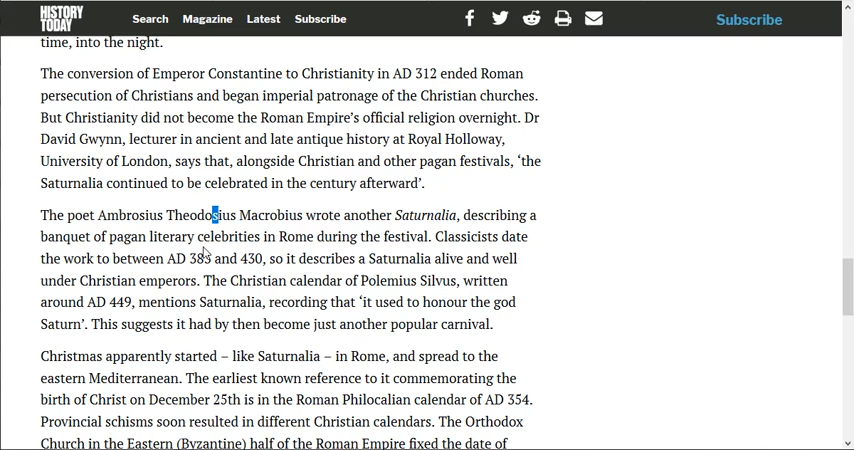 HISTORY
TODAY
Search Magazine Latest Subscribe
Subscribe
time, into the night.
The conversion of Emperor Constantine to Christianity in AD 312 ended Roman
persecution of Christians and began imperial patronage of the Christian churches.
But Christianity did not become the Roman Empire’s official religion overnight. Dr
David Gwynn, lecturer in ancient and late antique history at Royal Holloway,
University of London, says that, alongside Christian and other pagan festivals, ‘the
Saturnalia continued to be celebrated in the century afterward’.
The poet Ambrosius Theodosius Macrobius wrote another Saturnalia, describing a
banquet of pagan literary celebrities in Rome during the festival. Classicists date
the work to between AD 383 and 430, so it describes a Saturnalia alive and well
under Christian emperors. The Christian calendar of Polemius Silvus, written
around AD 449, mentions Saturnalia, recording that ‘it used to honour the god
Saturn’. This suggests it had by then become just another popular carnival.
Christmas apparently started – like Saturnalia – in Rome, and spread to the
eastern Mediterranean. The earliest known reference to it commemorating the
birth of Christ on December 25th is in the Roman Philocalian calendar of AD 354.
Provincial schisms soon resulted in different Christian calendars. The Orthodox
Church in the Eastern (Byzantine) half of the Roman Empire fixed the date of